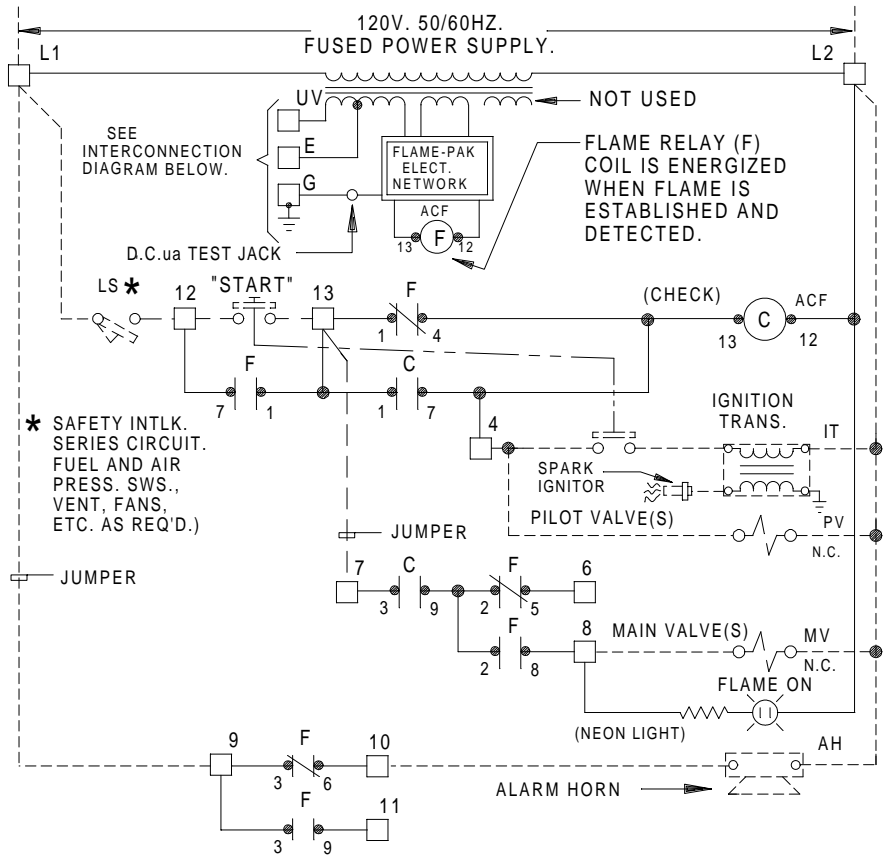 120V. 50/60HZ.
FUSED POWER SUPPLY.
L1
L2
UV
NOT USED
SEE
INTERCONNECTION
DIAGRAM BELOW.
E
G
FLAME-PAK
ELECT.
NETWORK
FLAME RELAY (F)
COIL IS ENERGIZED
WHEN FLAME IS
ESTABLISHED AND
DETECTED.
ACF
13 F 12
D.C.ua TEST JACK
LS * "START"
12
13
F
1 4
(CHECK)
C
ACF
13 12
F
7 1
C
1 7
4
IGNITION
TRANS.
IT
* SAFETY INTLK.
SERIES CIRCUIT.
FUEL AND AIR
PRESS. SWS.,
VENT, FANS,
ETC. AS REQ'D.)
SPARK
IGNITOR
PILOT VALVE(S)
PV
N.C.
JUMPER
JUMPER
7
C
3 9
F
2 5
6
F
2 8
8
MAIN VALVE(S)
MV
N.C.
FLAME ON
(NEON LIGHT)
9
F
3 6
10
AH
ALARM HORN
F
3 9
11